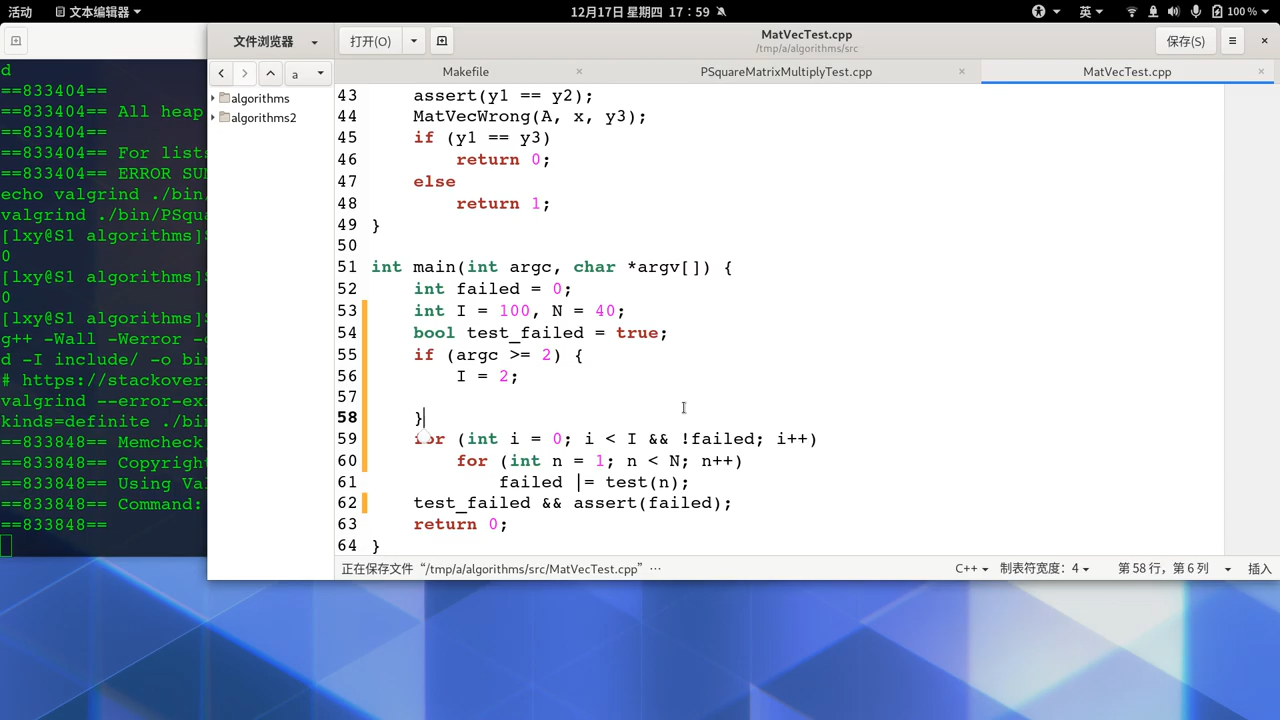 活动
文本编辑器
12月17日 星期四 17：59
英
100 %
文件浏览器
打开(O)
MatVecTest.cpp
/tmp/a/algorithms/src
保存(S)
a
Makefile
PSquareMatrixMultiplyTest.cpp
MatVecTest.cpp
algorithms
algorithms2
d
==833404==
==833404== All heap
==833404==
==833404== For lists
==833404== ERROR SUM
echo valgrind ./bin/
valgrind ./bin/PSqua
[lxy@S1 algorithms]$
0
[lxy@S1 algorithms]$
0
[lxy@S1 algorithms]$
g++ -Wall -Werror -
d -I include/ -o bin
# https://stackover
valgrind --error-exi
kinds=definite ./bin
==833848== Memcheck
==833848== Copyright
==833848== Using Val
==833848== Command:
==833848==
43 assert(y1 == y2);
44 MatVecWrong(A, x, y3);
45 if (y1 == y3)
46 return 0;
47 else
48 return 1;
49 }
50
51 int main(int argc, char *argv[]) {
52 int failed = 0;
53 int I = 100, N = 40;
54 bool test_failed = true;
55 if (argc >= 2) {
56 I = 2;
57
58 }
59 for (int i = 0; i < I && !failed; i++)
60 for (int n = 1; n < N; n++)
61 failed |= test(n);
62 test_failed && assert(failed);
63 return 0;
64 }
正在保存文件 “/tmp/a/algorithms/src/MatVecTest.cpp” …
C++
制表符宽度：4
第 58 行，第 6 列
插入